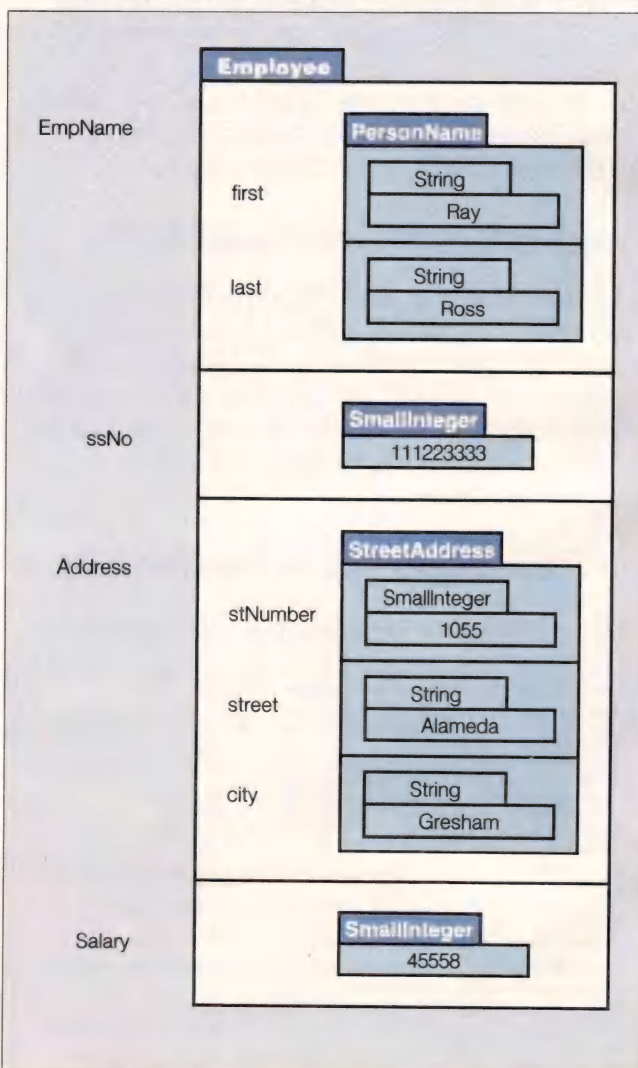 Employee
EmpName
PersonName
first
String
Ray
last
String
Ross
ssNo
SmallInteger
111223333
Address
StreetAddress
stNumber
SmallInteger
1055
street
String
Alameda
city
String
Gresham
Salary
SmallInteger
45558